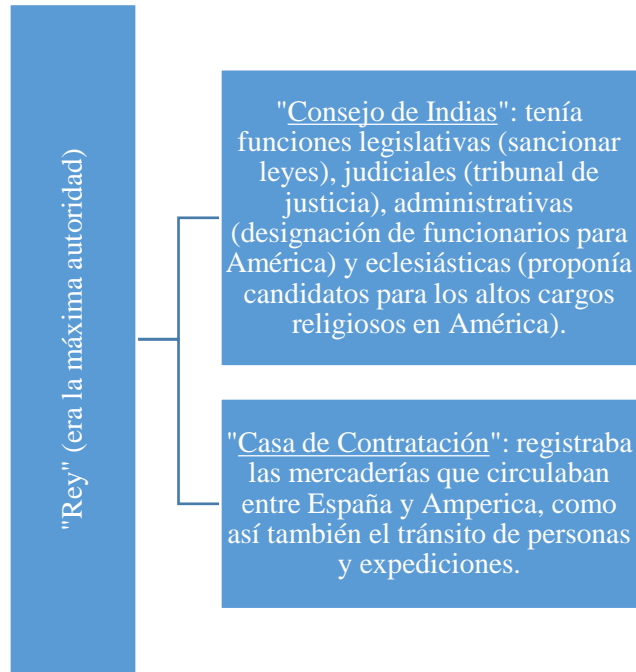 "Rey" (era la máxima autoridad)
"Consejo de Indias": tenía
funciones legislativas (sancionar
leyes), judiciales (tribunal de
justicia), administrativas
(designación de funcionarios para
América) y eclesiásticas (proponía
candidatos para los altos cargos
religiosos en América).
"Casa de Contratación": registraba
las mercaderías que circulaban
entre España y Amperica, como
así también el tránsito de personas
y expediciones.